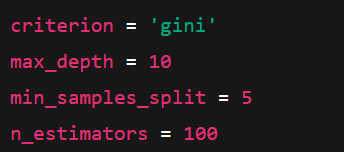 criterion = 'gini'
max_depth = 10
min_samples_split = 5
n_estimators = 100